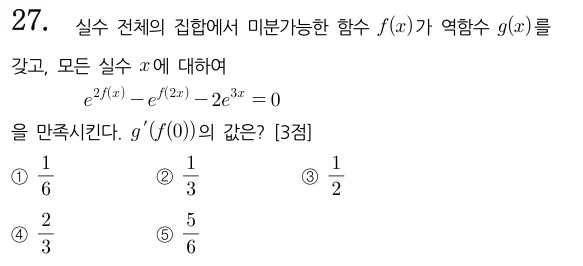 27. 실수 전체의 집합에서 미분가능한 함수 f(x)가 역함수 g(x)를
갖고, 모든 실수 x에 대하여
e^{2f(x)} − e^{f(2x)} − 2e^{3x} = 0
을 만족시킨다. g′(f(0))의 값은? [3점]
① 1/6 ② 1/3 ③ 1/2
④ 2/3 ⑤ 5/6